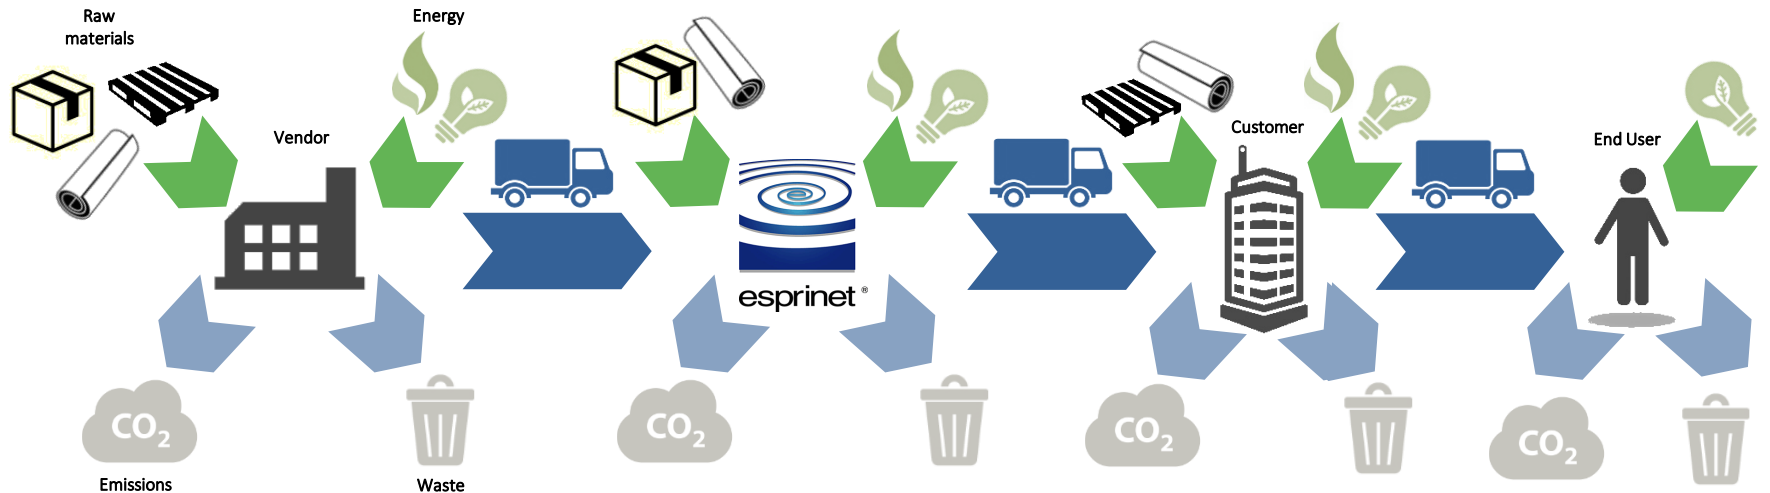 Raw
materials
Energy
Vendor
Customer
End User
esprinet ®
CO2
CO2
CO2
CO2
Emissions
Waste